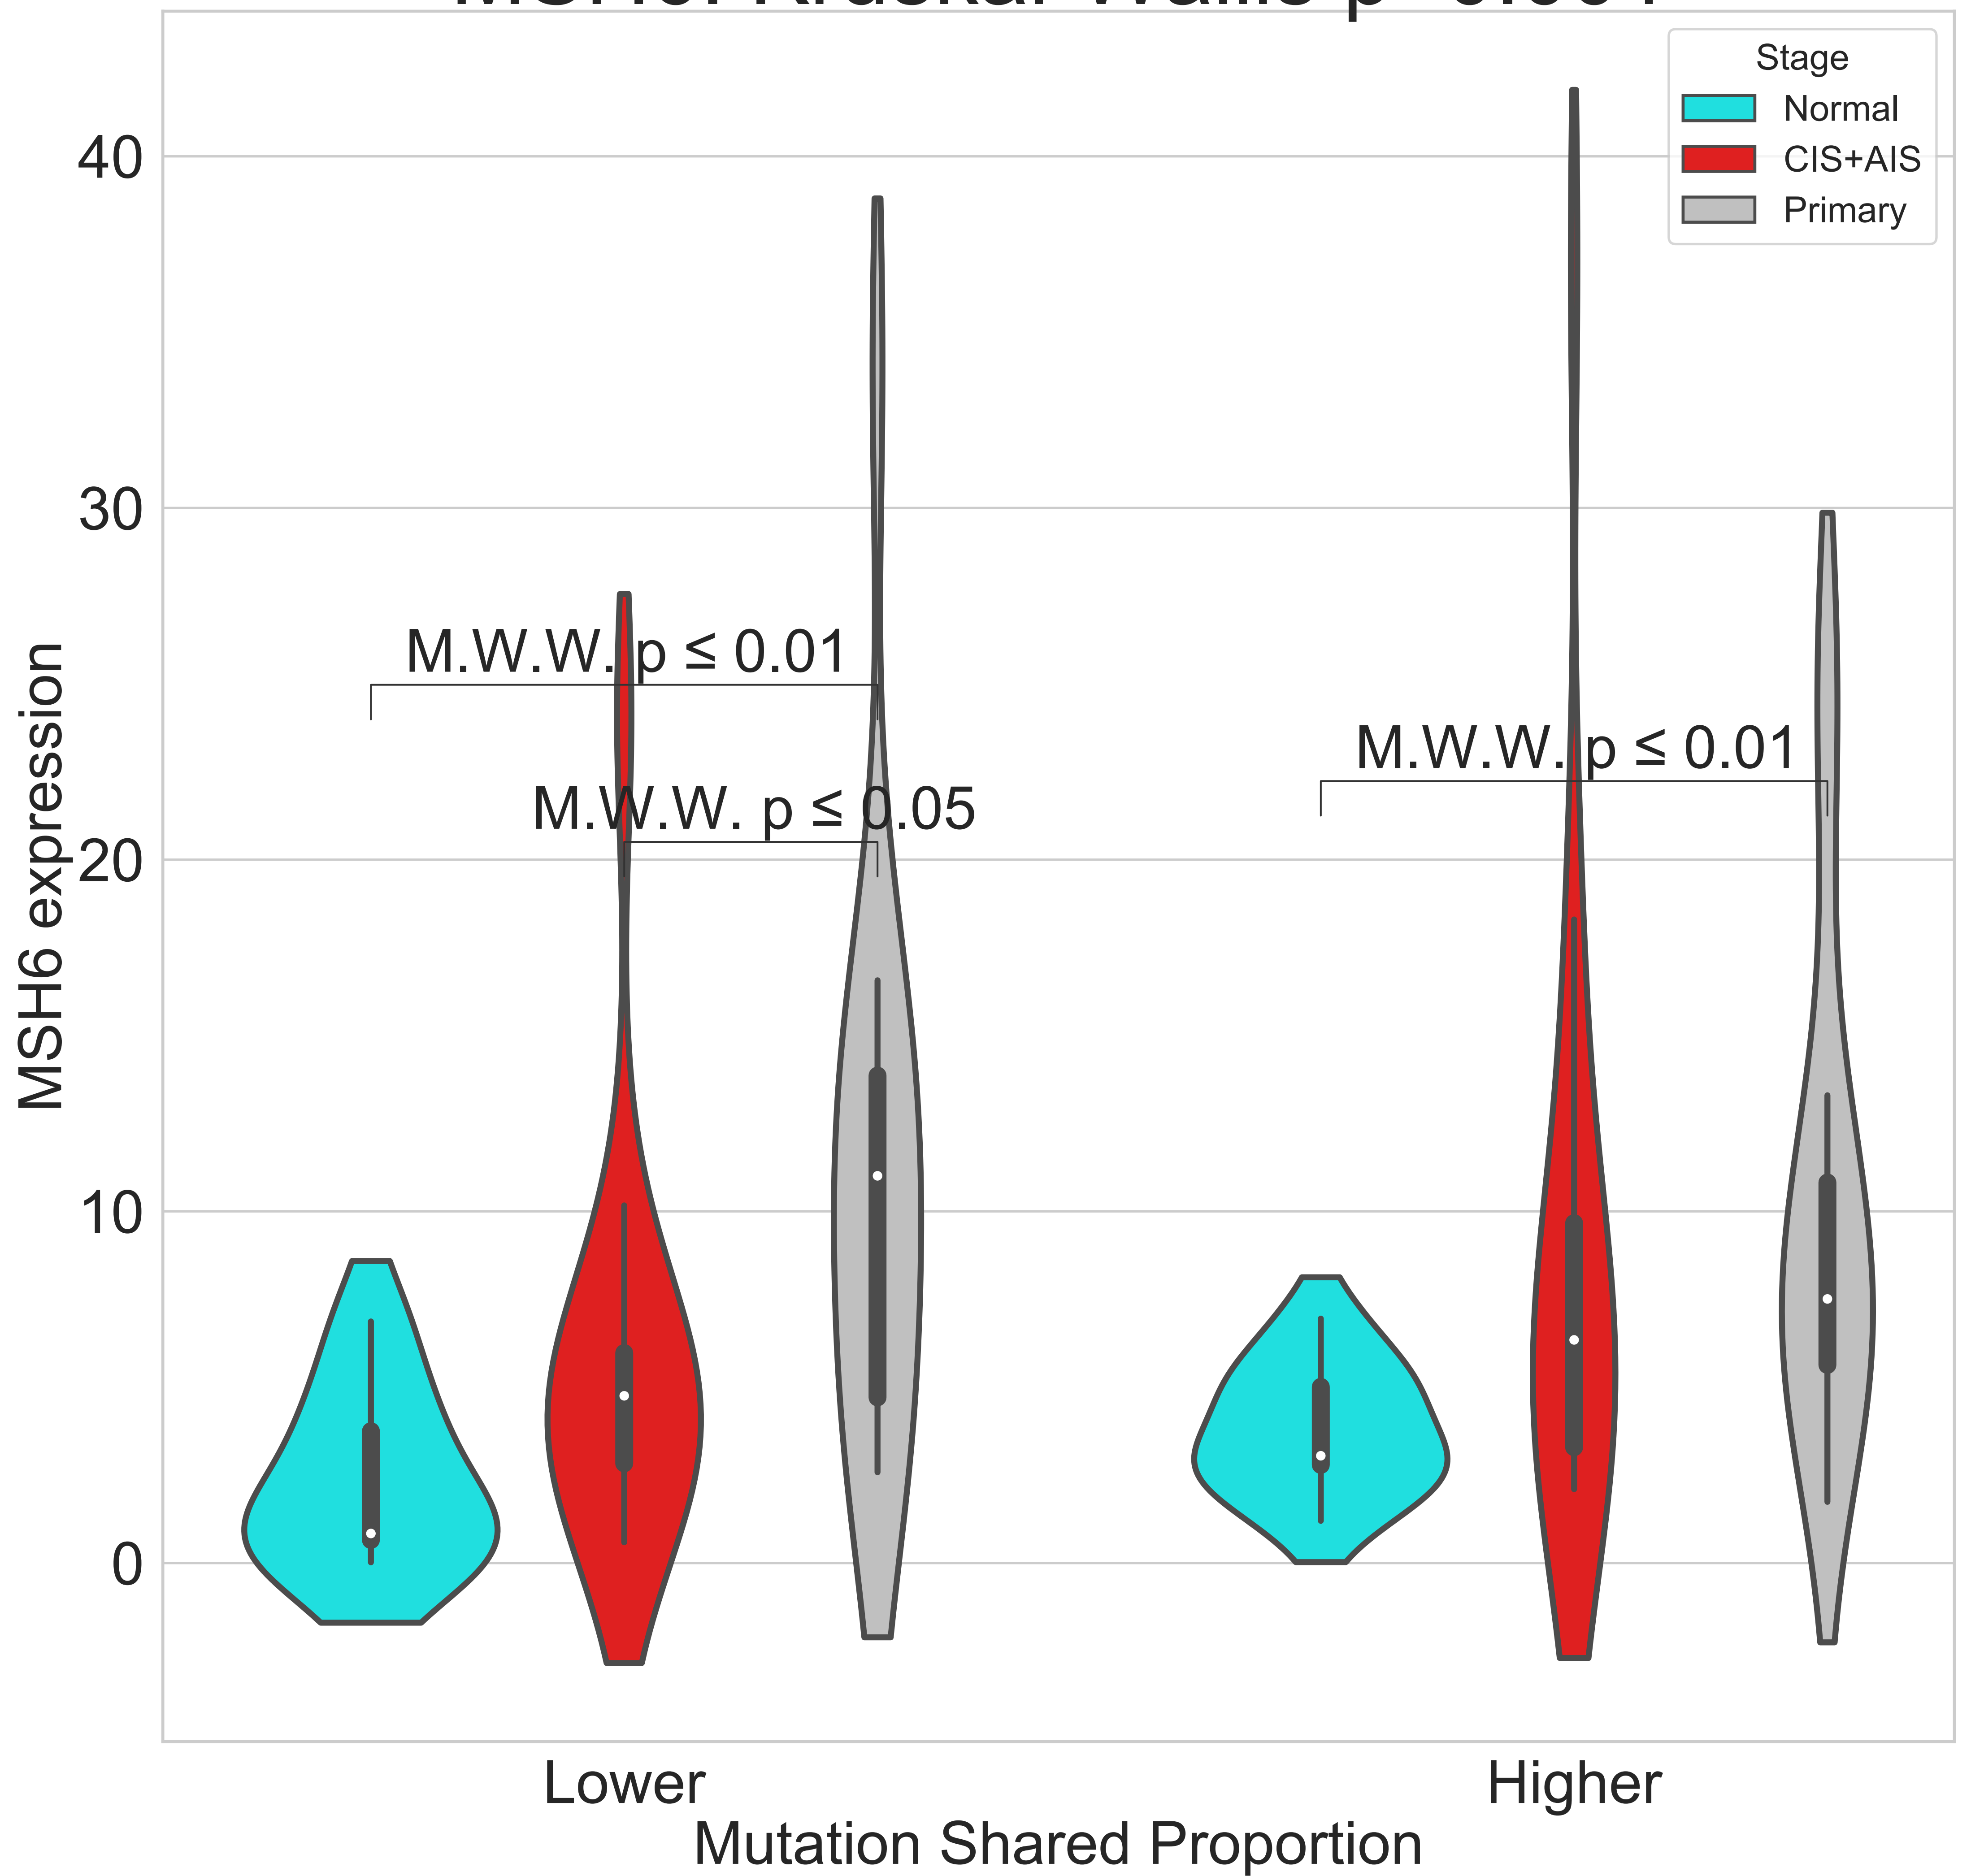 Stage
Normal
CIS+AIS
Primary
40
30
20
10
0
MSH6 expression
M.W.W. p ≤ 0.01
M.W.W. p ≤ 0.05
M.W.W. p ≤ 0.01
Lower
Higher
Mutation Shared Proportion